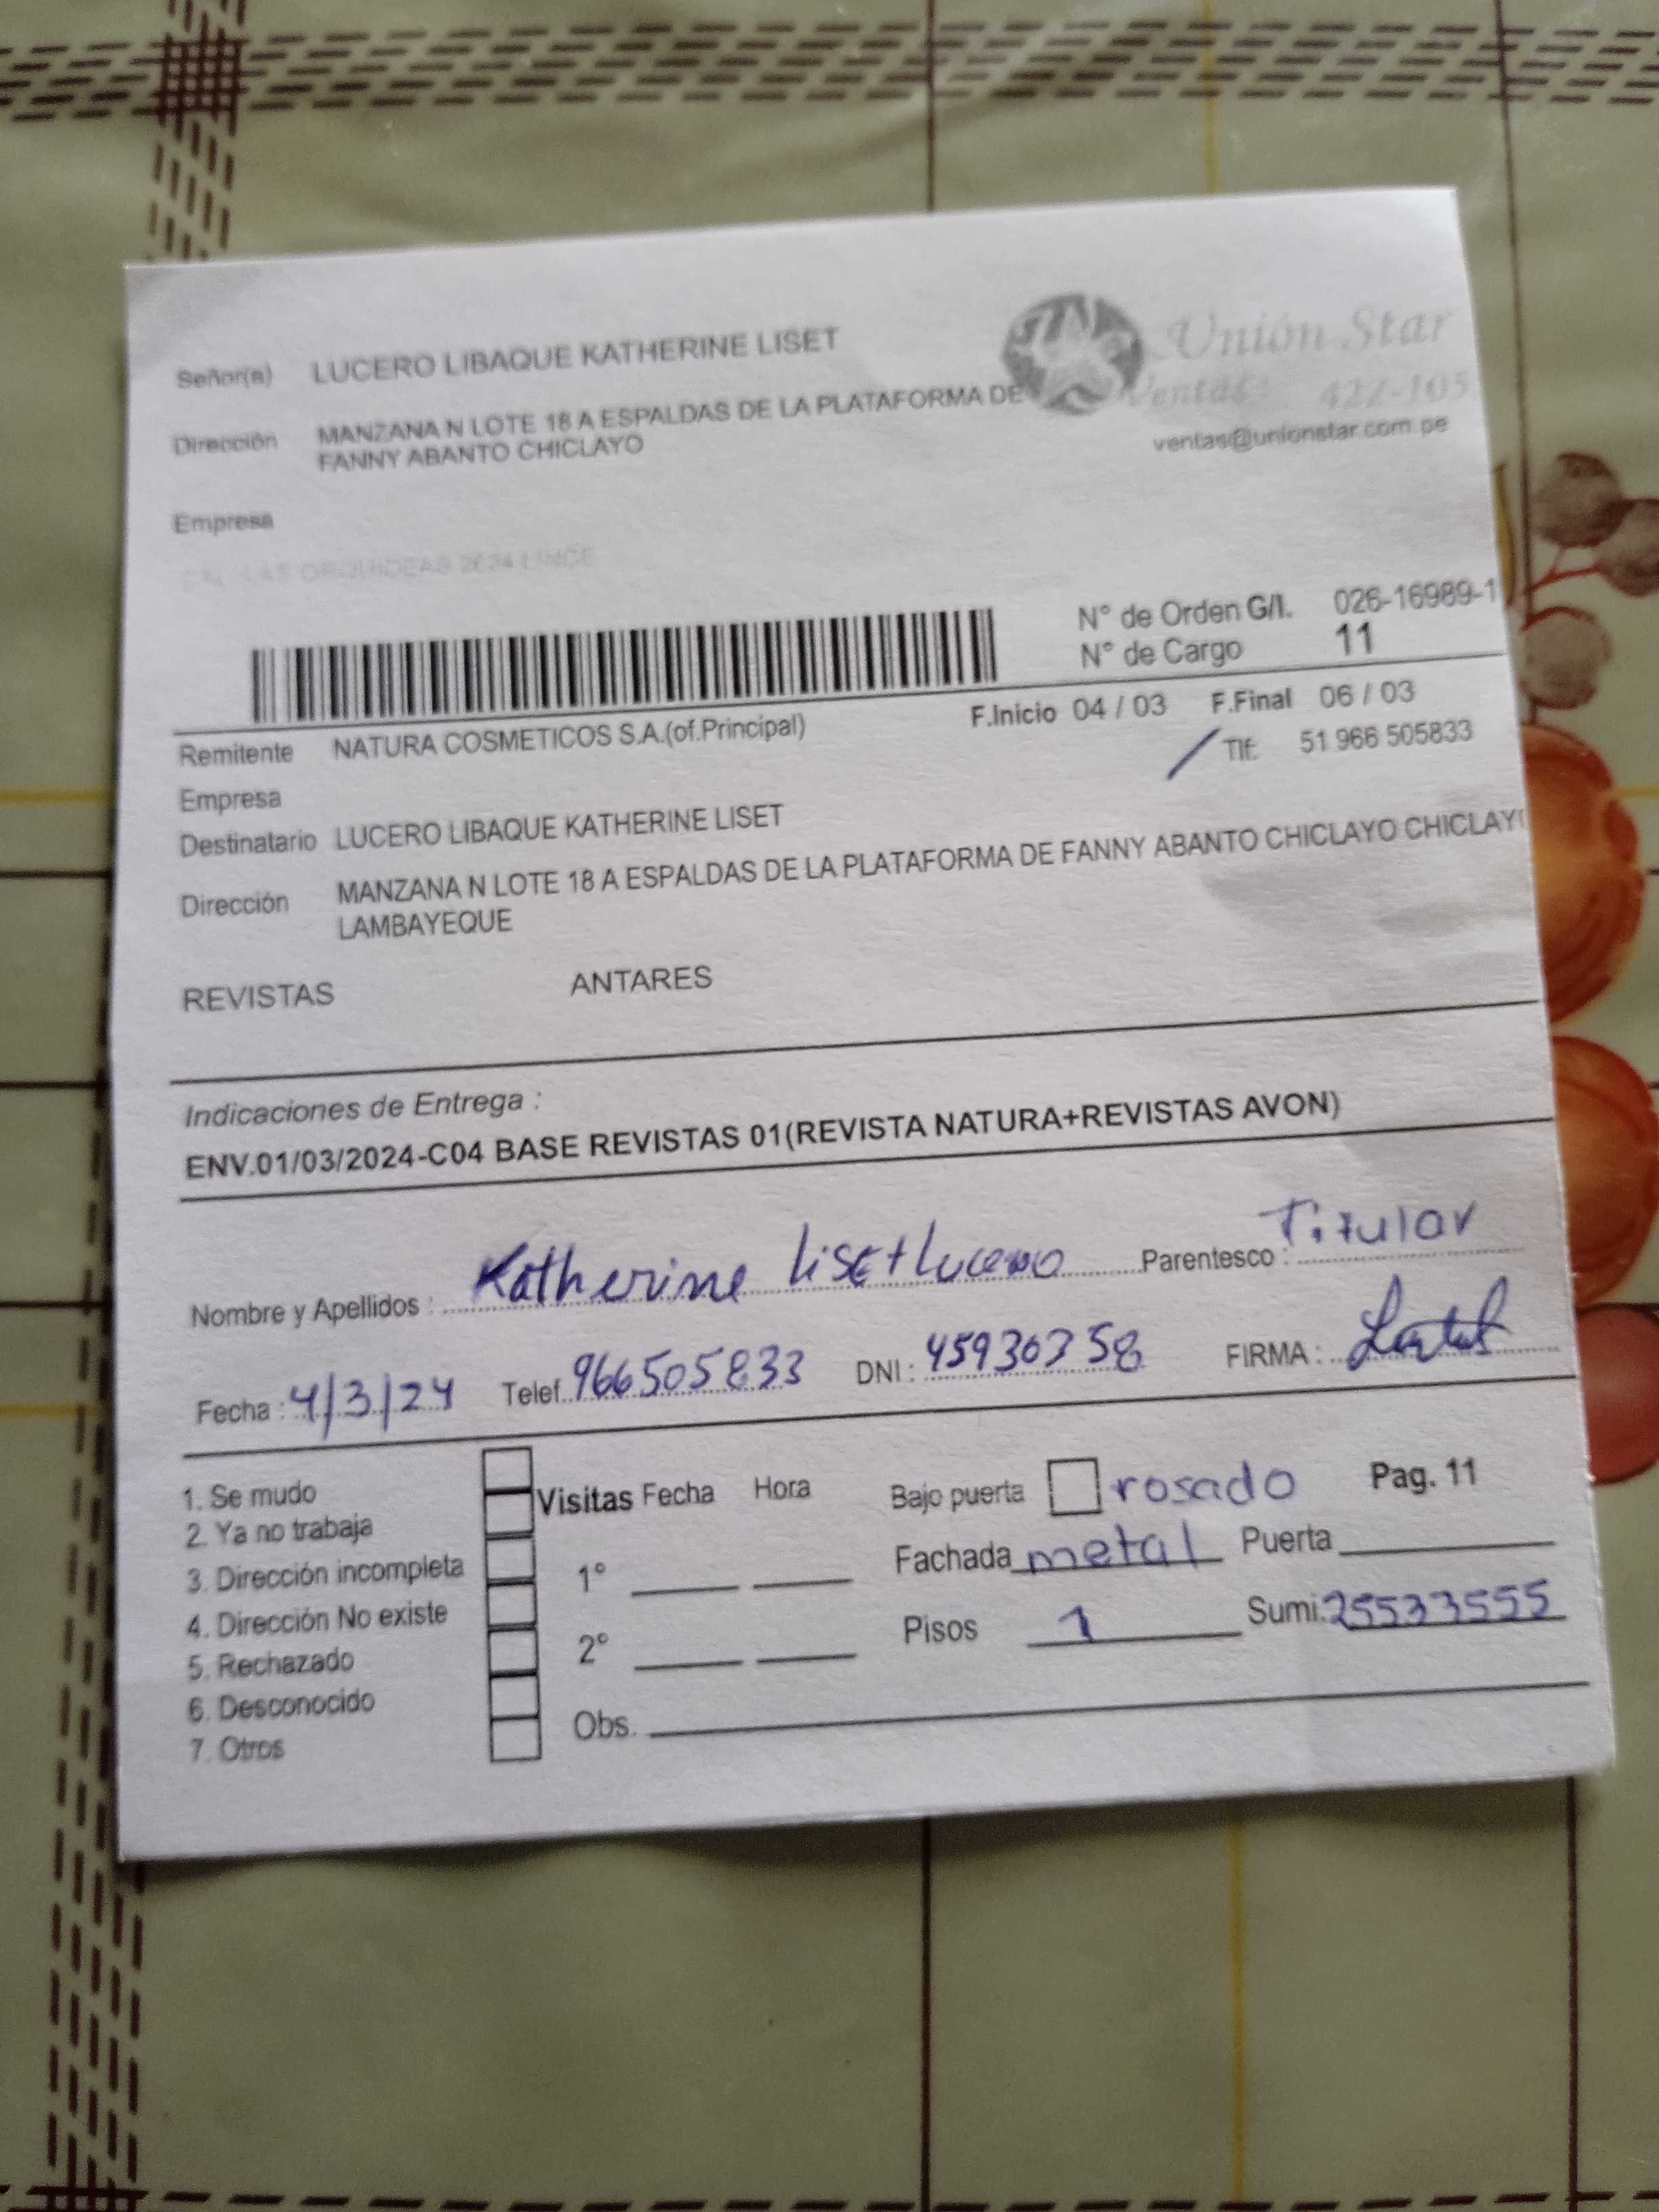 Señor(a) LUCERO LIBAQUE KATHERINE LISET
Unión Star
Ventas: 422-105
ventas@unionstar.com.pe
Dirección MANZANA N LOTE 18 A ESPALDAS DE LA PLATAFORMA DE
FANNY ABANTO CHICLAYO
Empresa
CAL LAS ORQUIDEAS 2624 LINCE
N° de Orden G/I. 026-16989-1
N° de Cargo 11
F.Inicio 04 / 03 F.Final 06 / 03
Remitente NATURA COSMETICOS S.A.(of.Principal)
Tlf: 51 966 505833
Empresa
Destinatario LUCERO LIBAQUE KATHERINE LISET
Dirección MANZANA N LOTE 18 A ESPALDAS DE LA PLATAFORMA DE FANNY ABANTO CHICLAYO CHICLAYO
LAMBAYEQUE
REVISTAS ANTARES
Indicaciones de Entrega :
ENV.01/03/2024-C04 BASE REVISTAS 01(REVISTA NATURA+REVISTAS AVON)
Nombre y Apellidos : Katherine Liset Lucero Parentesco : Titular
Fecha : 4/3/24 Telef. 966505833 DNI : 45930358 FIRMA :
1. Se mudo
2. Ya no trabaja
3. Dirección incompleta
4. Dirección No existe
5. Rechazado
6. Desconocido
7. Otros
Visitas Fecha Hora
1°
2°
Obs.
Bajo puerta rosado Pag. 11
Fachada metal Puerta
Pisos 1 Sumi. 25533555